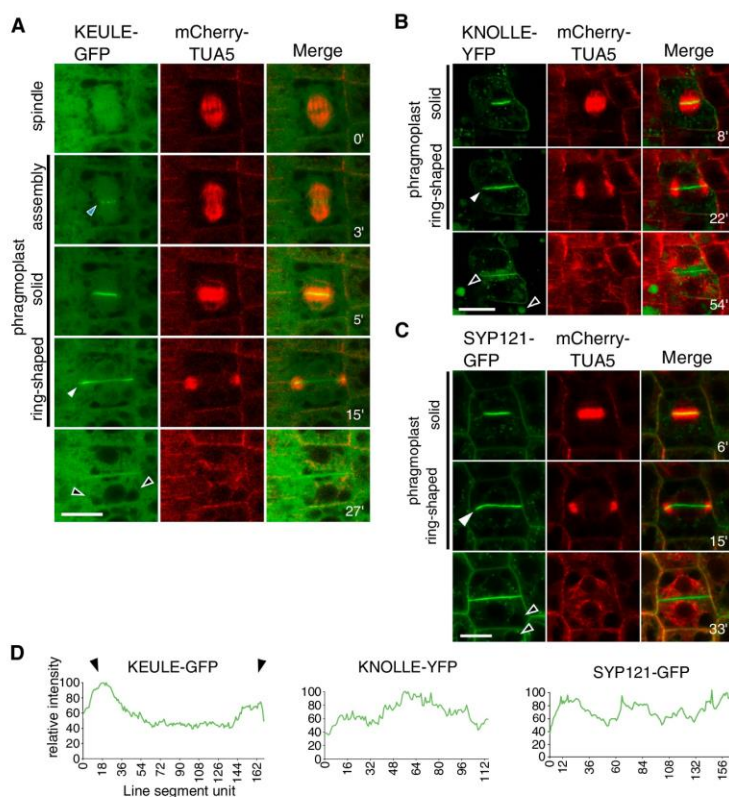 A
KEULE-
GFP
mCherry-
TUA5
Merge
spindle
0'
phragmoplast
assembly
3'
solid
5'
ring-shaped
15'
27'
B
KNOLLE-
YFP
mCherry-
TUA5
Merge
phragmoplast
solid
8'
ring-shaped
22'
54'
C
SYP121-
GFP
mCherry-
TUA5
Merge
phragmoplast
solid
6'
ring-shaped
15'
33'
D
KEULE-GFP
relative intensity
100
80
60
40
20
0
0 18 36 54 72 90 108 126 144 162
Line segment unit
KNOLLE-YFP
100
80
60
40
20
0
0 16 32 48 64 80 96 112
SYP121-GFP
100
80
60
40
20
0
0 12 36 60 84 108 132 156